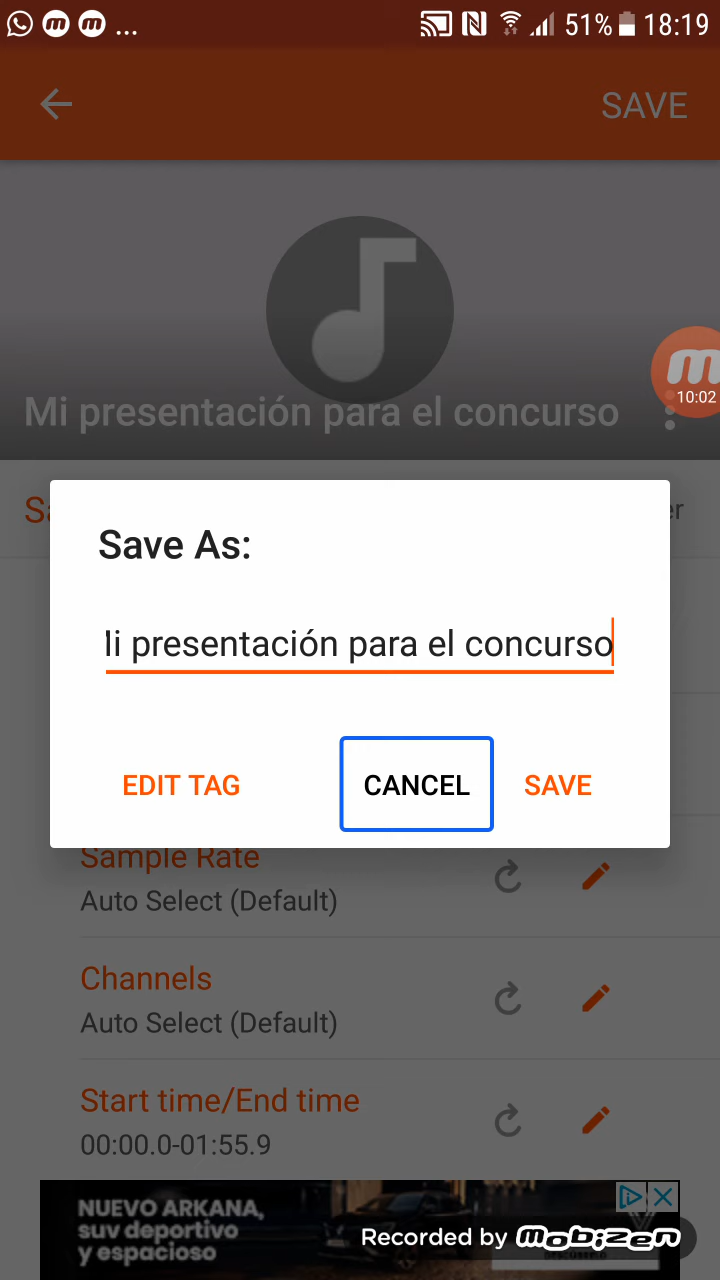 ... 51% 18:19
SAVE
10:02
Mi presentación para el concurso
Save As:
Mi presentación para el concurso
EDIT TAG CANCEL SAVE
Sample Rate
Auto Select (Default)
Channels
Auto Select (Default)
Start time/End time
00:00.0-01:55.9
NUEVO ARKANA,
suv deportivo
y espacioso
Recorded by mobizen